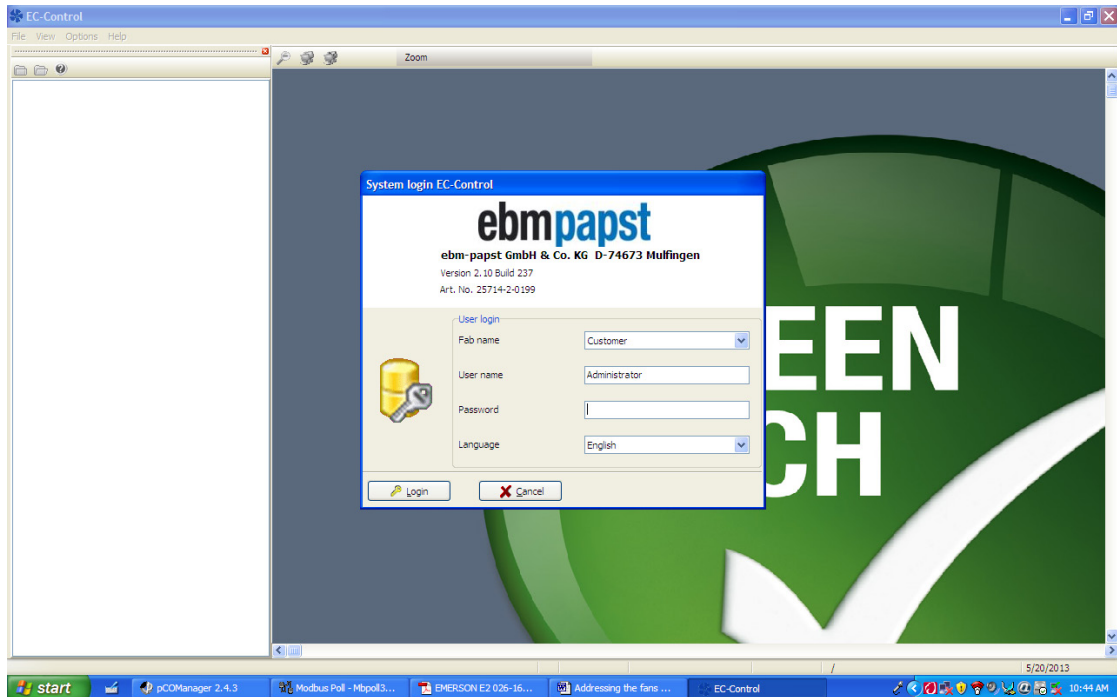 EC-Control
File View Options Help
Zoom
System login EC-Control
ebmpapst
ebm-papst GmbH & Co. KG D-74673 Mulfingen
Version 2.10 Build 237
Art. No. 25714-2-0199
User login
Fab name
Customer
User name
Administrator
Password
Language
English
Login
Cancel
EEN
CH
/
5/20/2013
start
pCOManager 2.4.3
Modbus Poll - Mbpoll3...
EMERSON E2 026-16...
Addressing the fans ...
EC-Control
10:44 AM